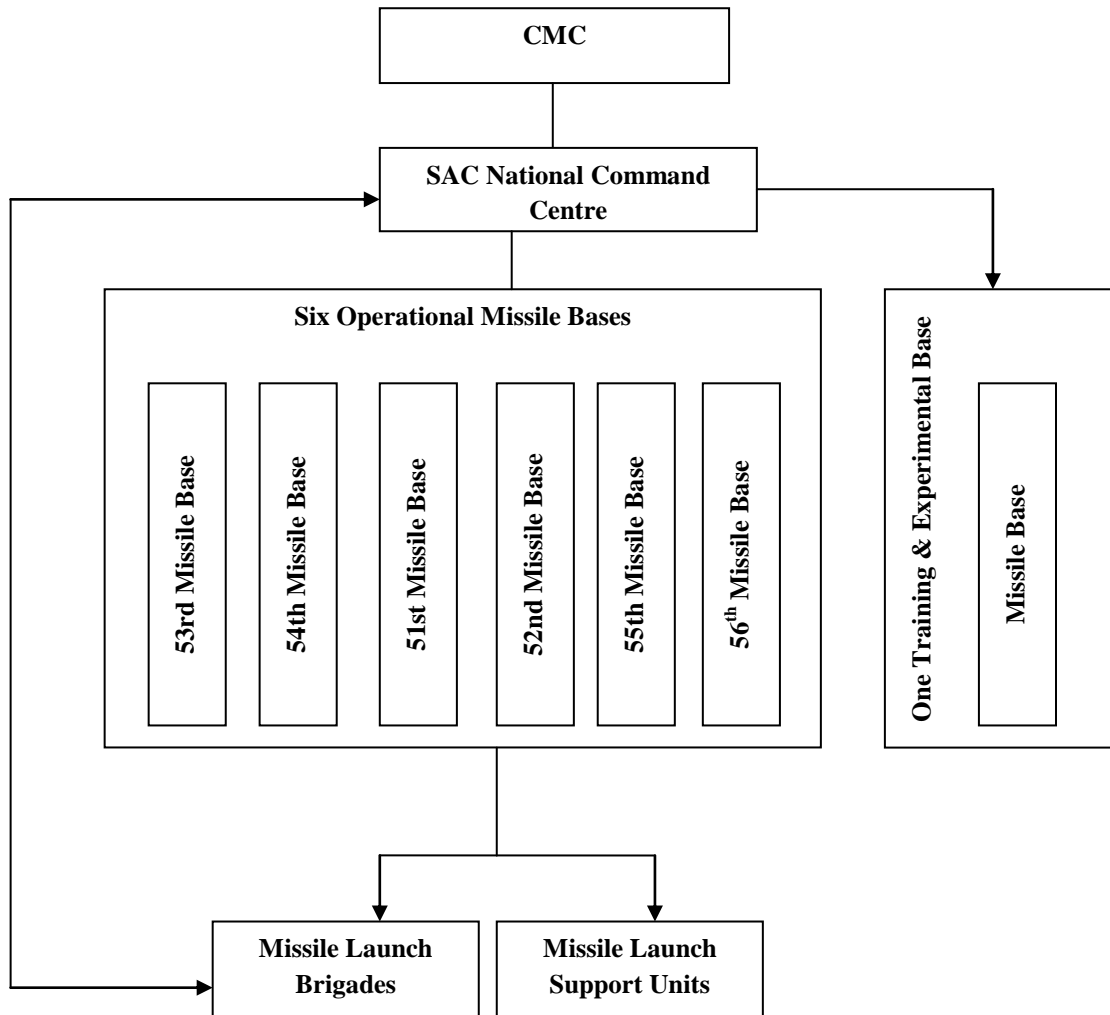 CMC
SAC National Command
Centre
Six Operational Missile Bases
53rd Missile Base
54th Missile Base
51st Missile Base
52nd Missile Base
55th Missile Base
56th Missile Base
One Training & Experimental Base
Missile Base
Missile Launch
Brigades
Missile Launch
Support Units